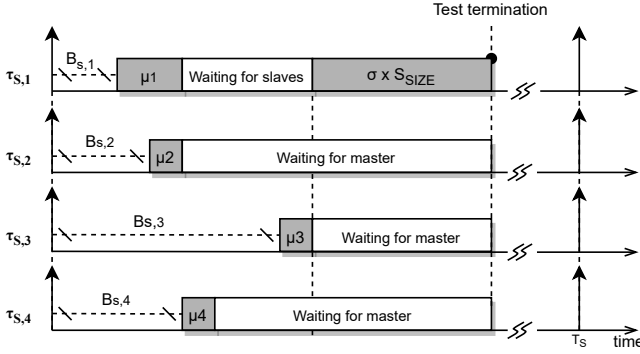 Test termination
τS,1 Bs,1 μ1 Waiting for slaves σ x SSIZE
τS,2 Bs,2 μ2 Waiting for master
τS,3 Bs,3 μ3 Waiting for master
τS,4 Bs,4 μ4 Waiting for master
TS time